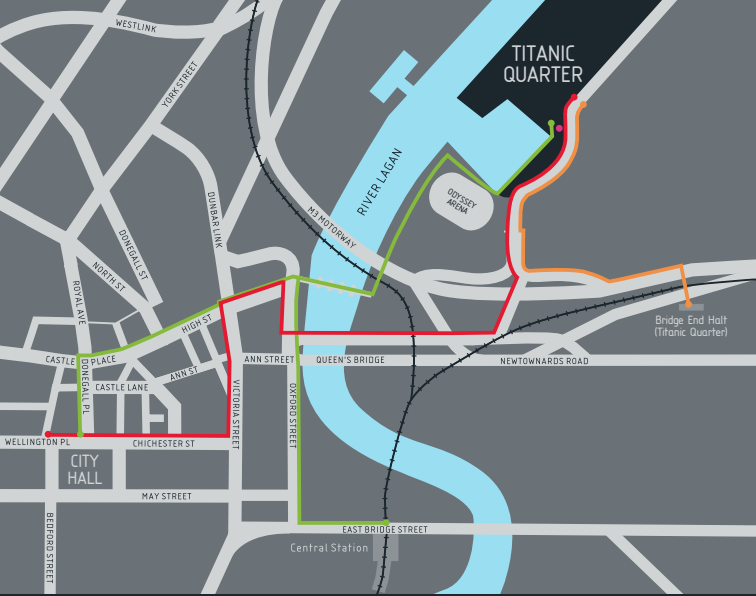 WESTLINK
YORK STREET
TITANIC
QUARTER
RIVER LAGAN
ODYSSEY
ARENA
DUNBAR LINK
M3 MOTORWAY
DONEGALL ST
NORTH ST
ROYAL AVE
HIGH ST
Bridge End Halt
(Titanic Quarter)
CASTLE PLACE
ANN STREET
QUEEN'S BRIDGE
NEWTOWNARDS ROAD
ANN ST
CASTLE LANE
DONEGALL PL
VICTORIA STREET
OXFORD STREET
WELLINGTON PL
CHICHESTER ST
CITY
HALL
MAY STREET
BEDFORD STREET
EAST BRIDGE STREET
Central Station